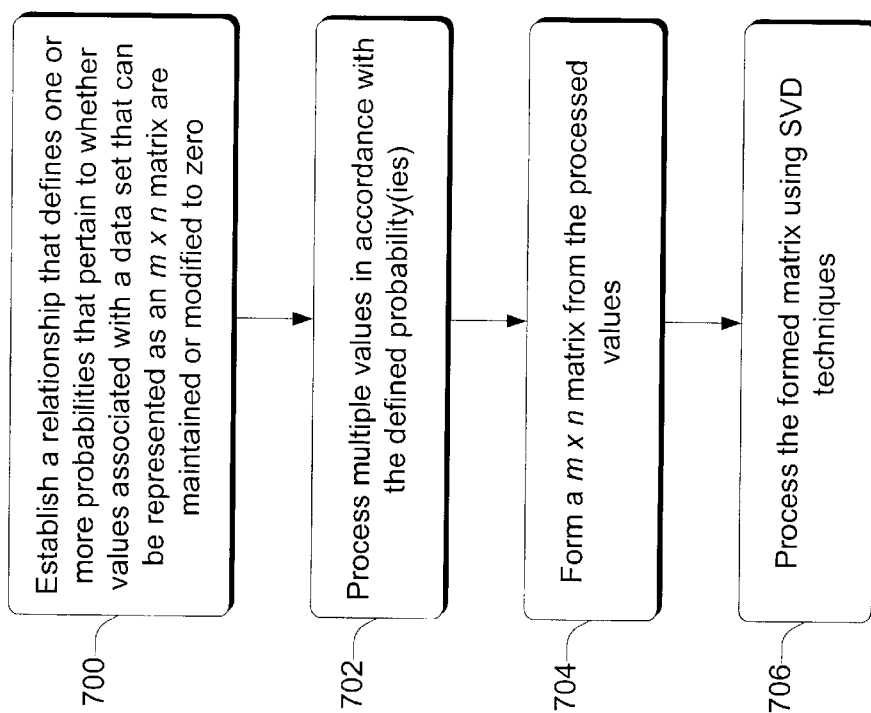 700
Establish a relationship that defines one or
more probabilities that pertain to whether
values associated with a data set that can
be represented as an m x n matrix are
maintained or modified to zero
702
Process multiple values in accordance with
the defined probability(ies)
704
Form a m x n matrix from the processed
values
706
Process the formed matrix using SVD
techniques